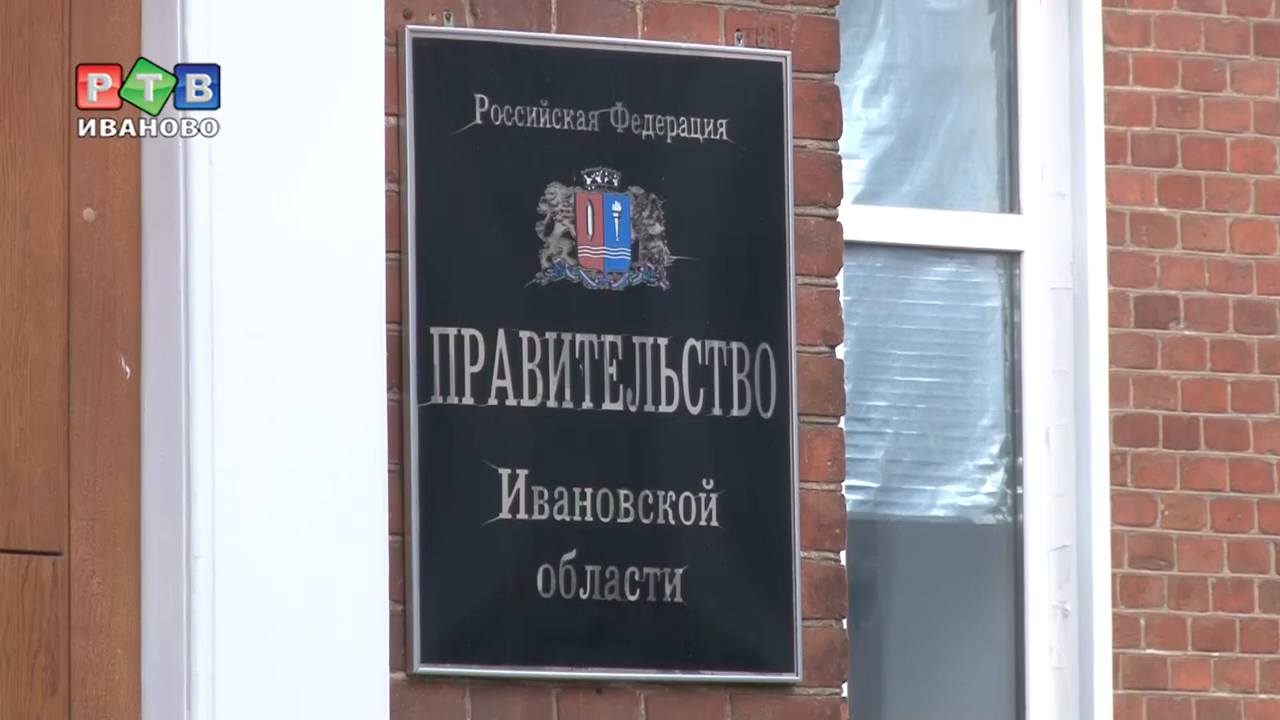 РТВ
ИВАНОВО
Российская Федерация
ПРАВИТЕЛЬСТВО
Ивановской
области